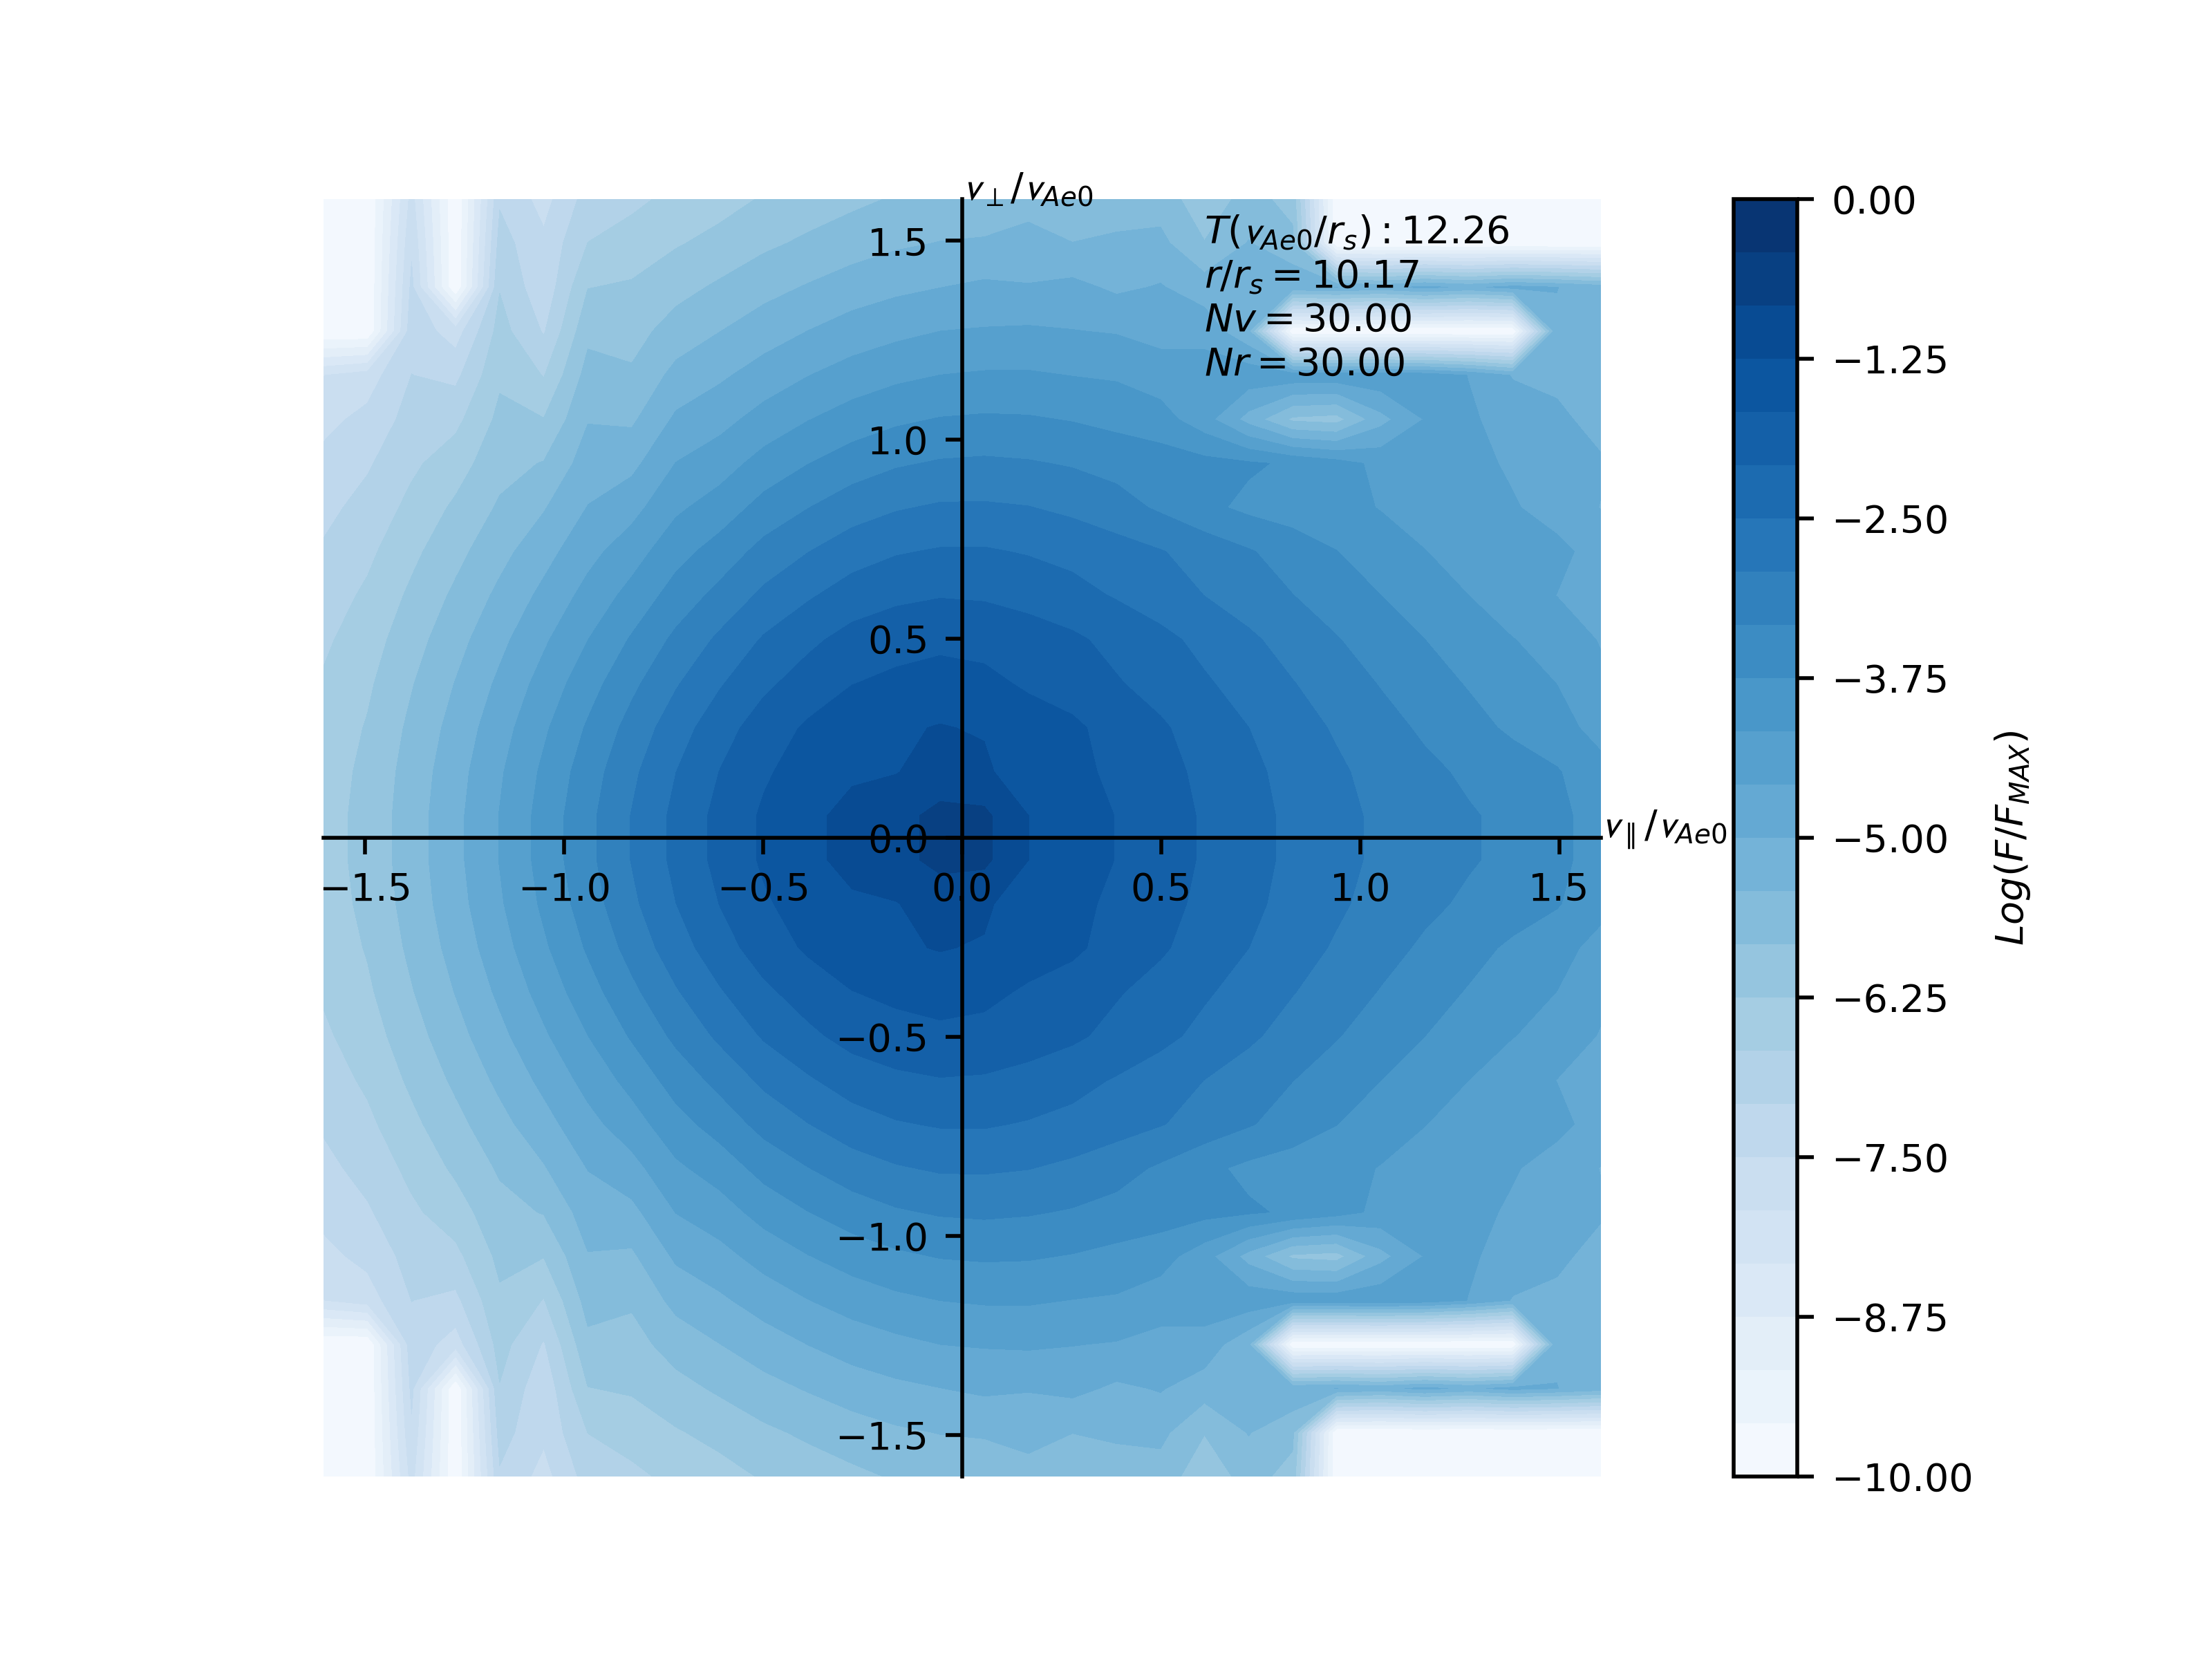 v⊥/vAe0
T(vAe0/rs) : 12.26
r/rs = 10.17
Nv = 30.00
Nr = 30.00
1.5
1.0
0.5
0.0
−0.5
−1.0
−1.5
−1.5 −1.0 −0.5 0.0 0.5 1.0 1.5
v∥/vAe0
0.00
−1.25
−2.50
−3.75
−5.00
−6.25
−7.50
−8.75
−10.00
Log(F/FMAX)